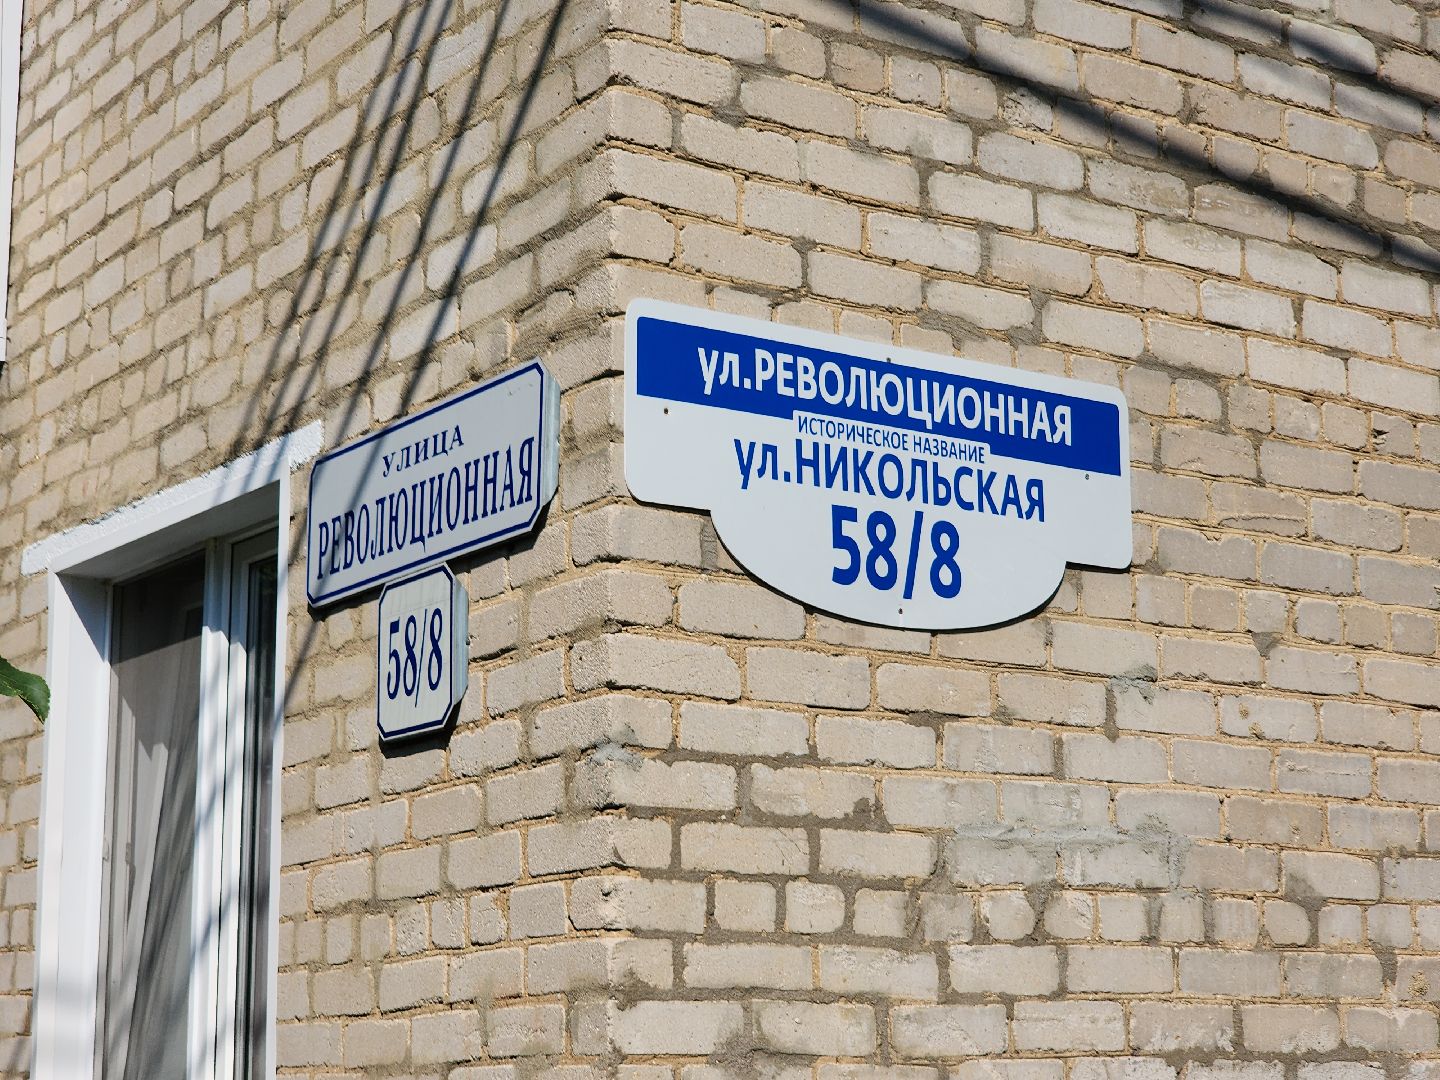 УЛИЦА
РЕВОЛЮЦИОННАЯ
58/8
ул.РЕВОЛЮЦИОННАЯ
ИСТОРИЧЕСКОЕ НАЗВАНИЕ
ул.НИКОЛЬСКАЯ
58/8